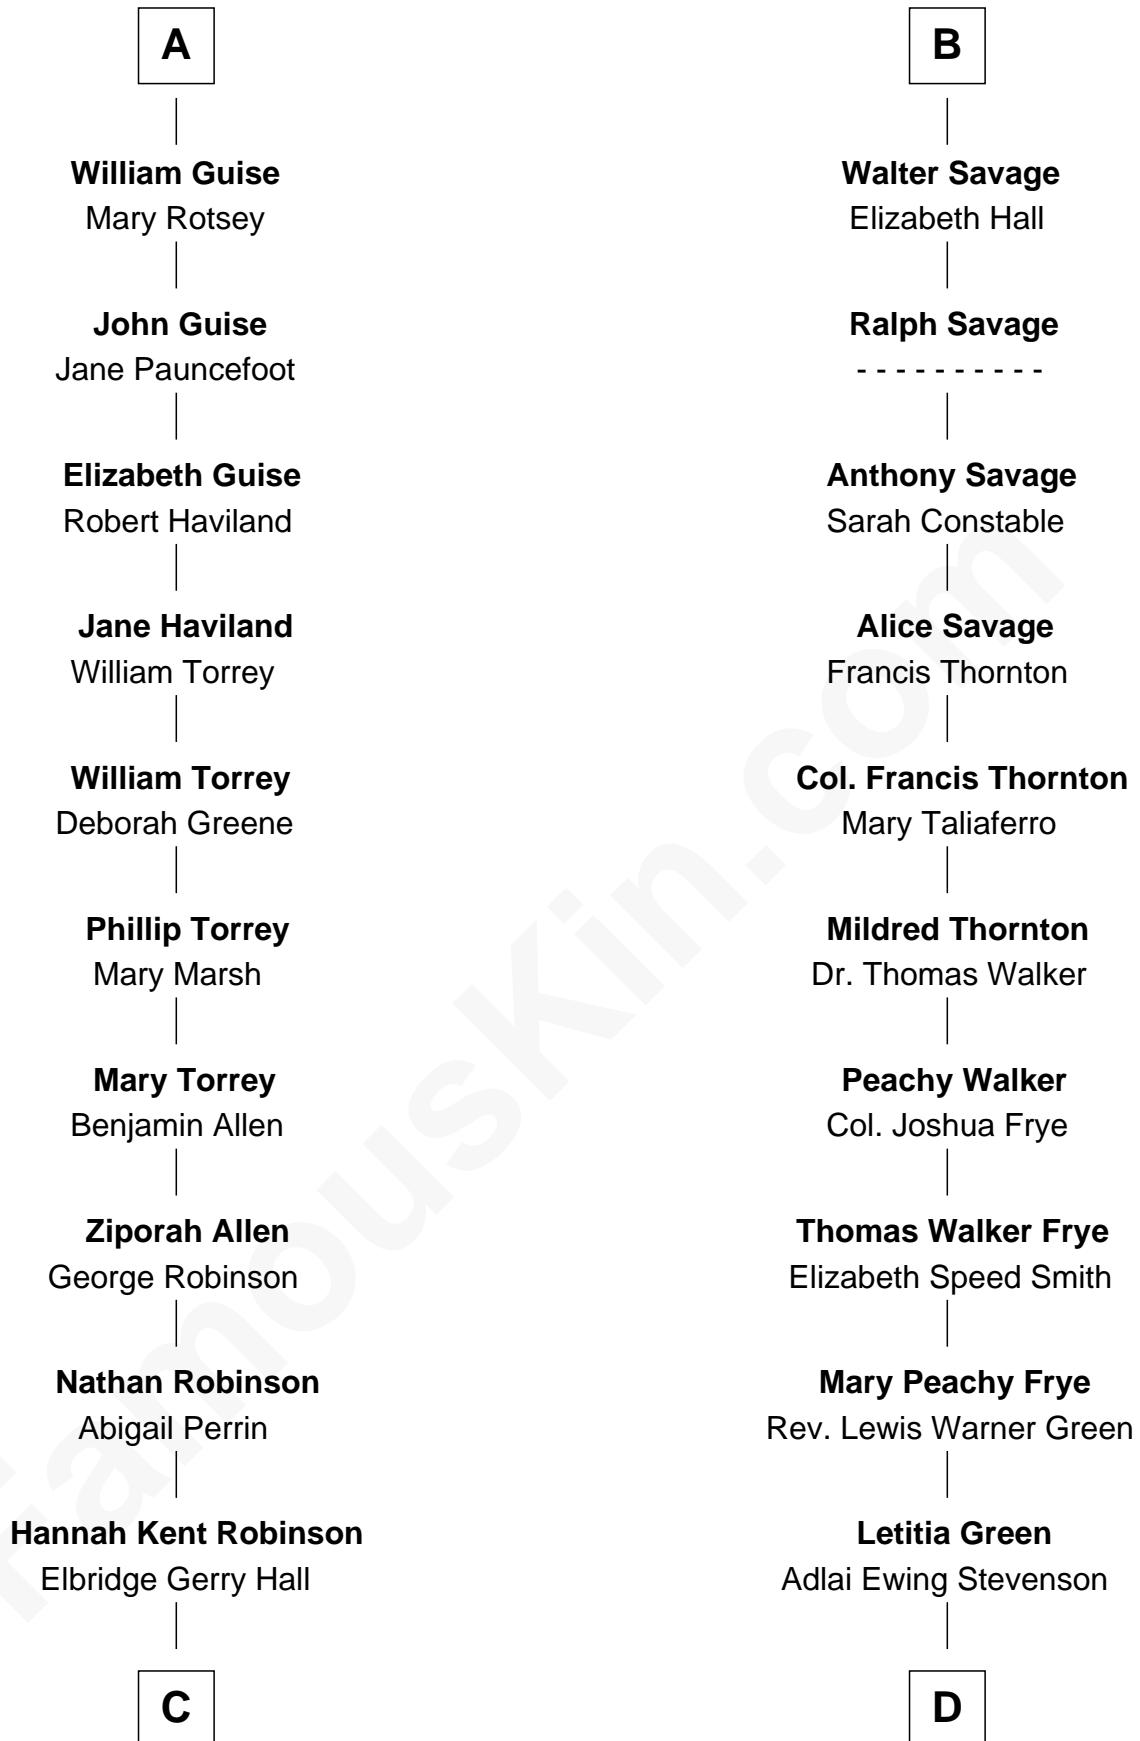 A
William Guise
Mary Rotsey
John Guise
Jane Pauncefoot
Elizabeth Guise
Robert Haviland
Jane Haviland
William Torrey
William Torrey
Deborah Greene
Phillip Torrey
Mary Marsh
Mary Torrey
Benjamin Allen
Ziporah Allen
George Robinson
Nathan Robinson
Abigail Perrin
Hannah Kent Robinson
Elbridge Gerry Hall
C
B
Walter Savage
Elizabeth Hall
Ralph Savage
- - - - - - - - - -
Anthony Savage
Sarah Constable
Alice Savage
Francis Thornton
Col. Francis Thornton
Mary Taliaferro
Mildred Thornton
Dr. Thomas Walker
Peachy Walker
Col. Joshua Frye
Thomas Walker Frye
Elizabeth Speed Smith
Mary Peachy Frye
Rev. Lewis Warner Green
Letitia Green
Adlai Ewing Stevenson
D
FamousKin.com